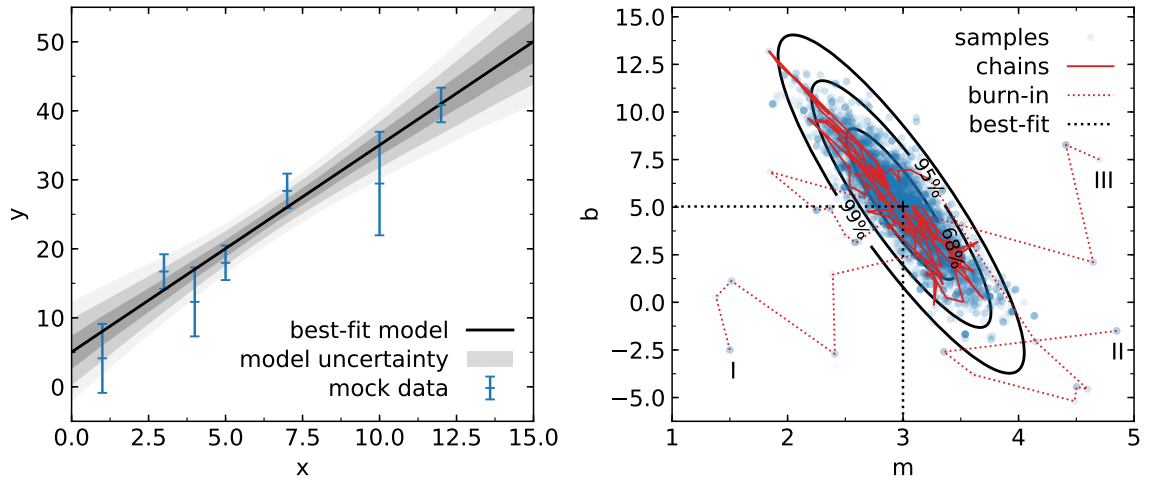 50
40
30
20
10
0
y
best-fit model
model uncertainty
mock data
0.0 2.5 5.0 7.5 10.0 12.5 15.0
x
15.0
12.5
10.0
7.5
5.0
2.5
0.0
−2.5
−5.0
b
samples
chains
burn-in
best-fit
95%
99%
68%
III
II
I
1 2 3 4 5
m